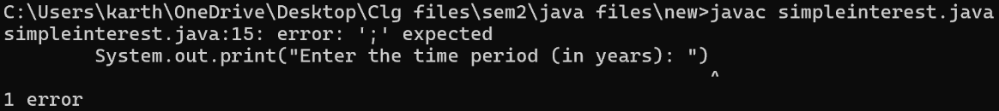 C:\Users\karth\OneDrive\Desktop\Clg files\sem2\java files\new>javac simpleinterest.java
simpleinterest.java:15: error: ';' expected
        System.out.print("Enter the time period (in years): ")
                                                              ^
1 error